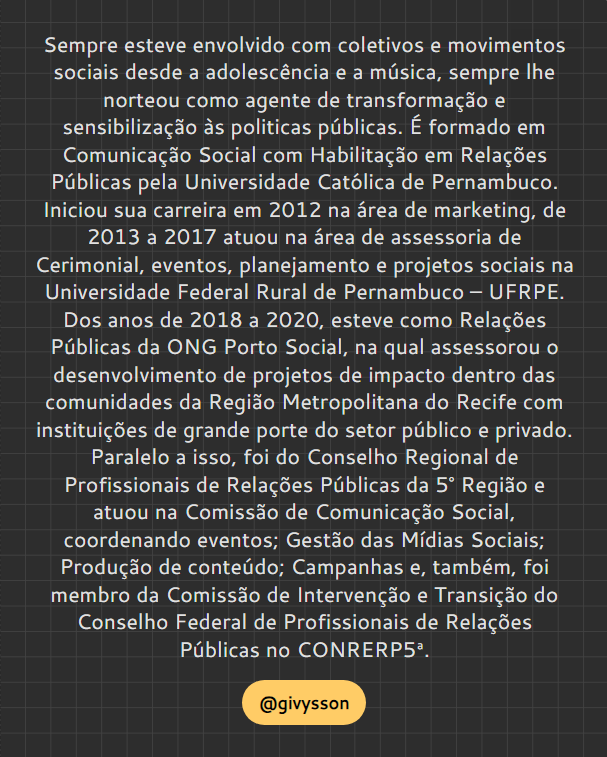 Sempre esteve envolvido com coletivos e movimentos
sociais desde a adolescência e a música, sempre lhe
norteou como agente de transformação e
sensibilização às politicas públicas. É formado em
Comunicação Social com Habilitação em Relações
Públicas pela Universidade Católica de Pernambuco.
Iniciou sua carreira em 2012 na área de marketing, de
2013 a 2017 atuou na área de assessoria de
Cerimonial, eventos, planejamento e projetos sociais na
Universidade Federal Rural de Pernambuco – UFRPE.
Dos anos de 2018 a 2020, esteve como Relações
Públicas da ONG Porto Social, na qual assessorou o
desenvolvimento de projetos de impacto dentro das
comunidades da Região Metropolitana do Recife com
instituições de grande porte do setor público e privado.
Paralelo a isso, foi do Conselho Regional de
Profissionais de Relações Públicas da 5° Região e
atuou na Comissão de Comunicação Social,
coordenando eventos; Gestão das Mídias Sociais;
Produção de conteúdo; Campanhas e, também, foi
membro da Comissão de Intervenção e Transição do
Conselho Federal de Profissionais de Relações
Públicas no CONRERP5ª.
@givysson